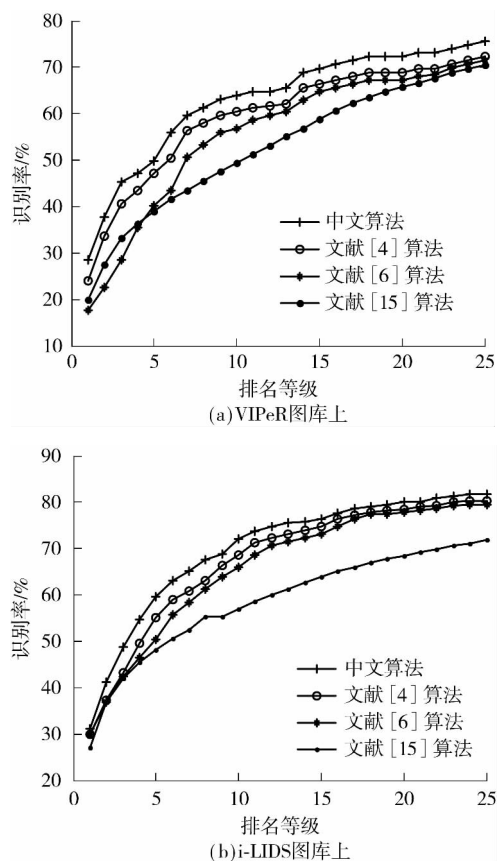 80
70
60
50
40
30
20
10
识别率/%
中文算法
文献[4]算法
文献[6]算法
文献[15]算法
0
5
10
15
20
25
排名等级
(a)VIPeR图库上
90
80
70
60
50
40
30
20
识别率/%
中文算法
文献[4]算法
文献[6]算法
文献[15]算法
0
5
10
15
20
25
排名等级
(b)i-LIDS图库上